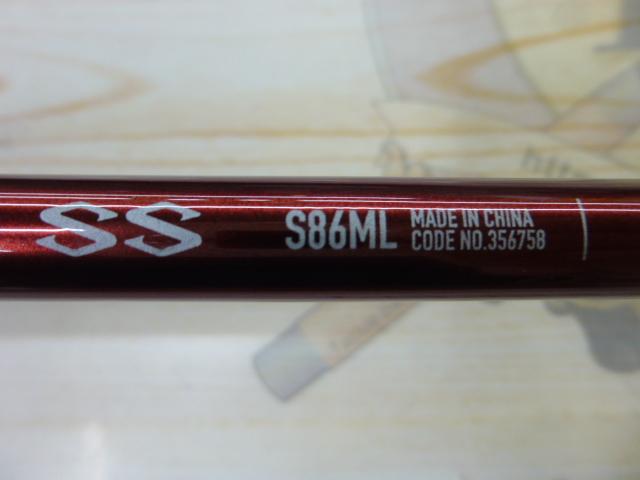 SS
S86ML
MADE IN CHINA
CODE NO.356758